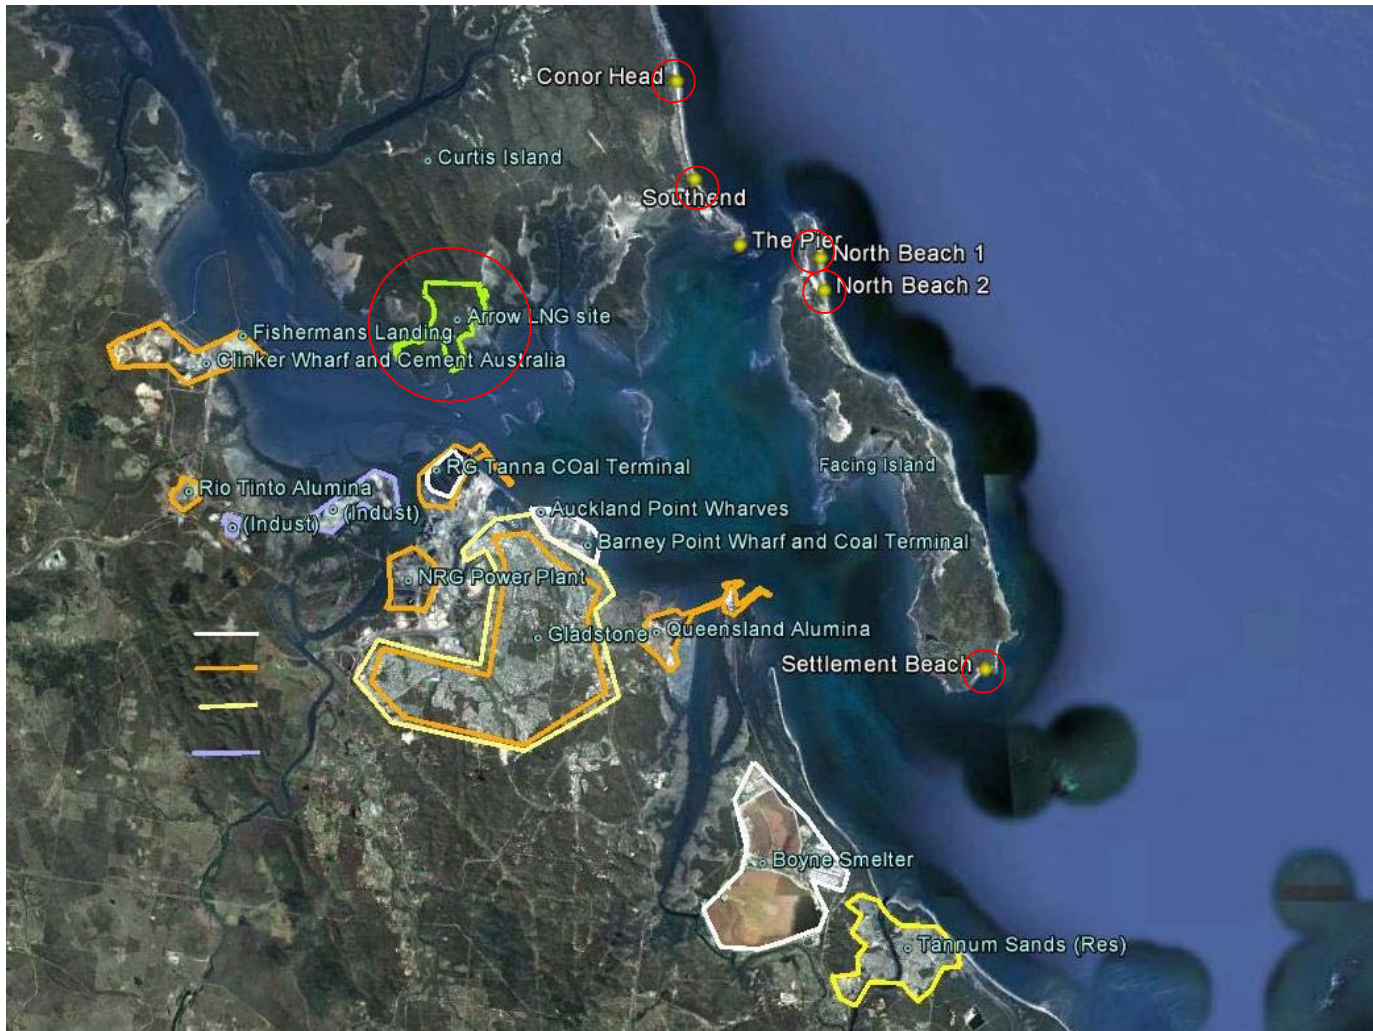 Conor Head
Curtis Island
Southend
The Pier
North Beach 1
North Beach 2
Arrow LNG site
Fishermans Landing
Clinker Wharf and Cement Australia
RG Tanna COal Terminal
Facing Island
Rio Tinto Alumina
(Indust)
(Indust)
Auckland Point Wharves
Barney Point Wharf and Coal Terminal
NRG Power Plant
Gladstone
Queensland Alumina
Settlement Beach
Boyne Smelter
Tannum Sands (Res)